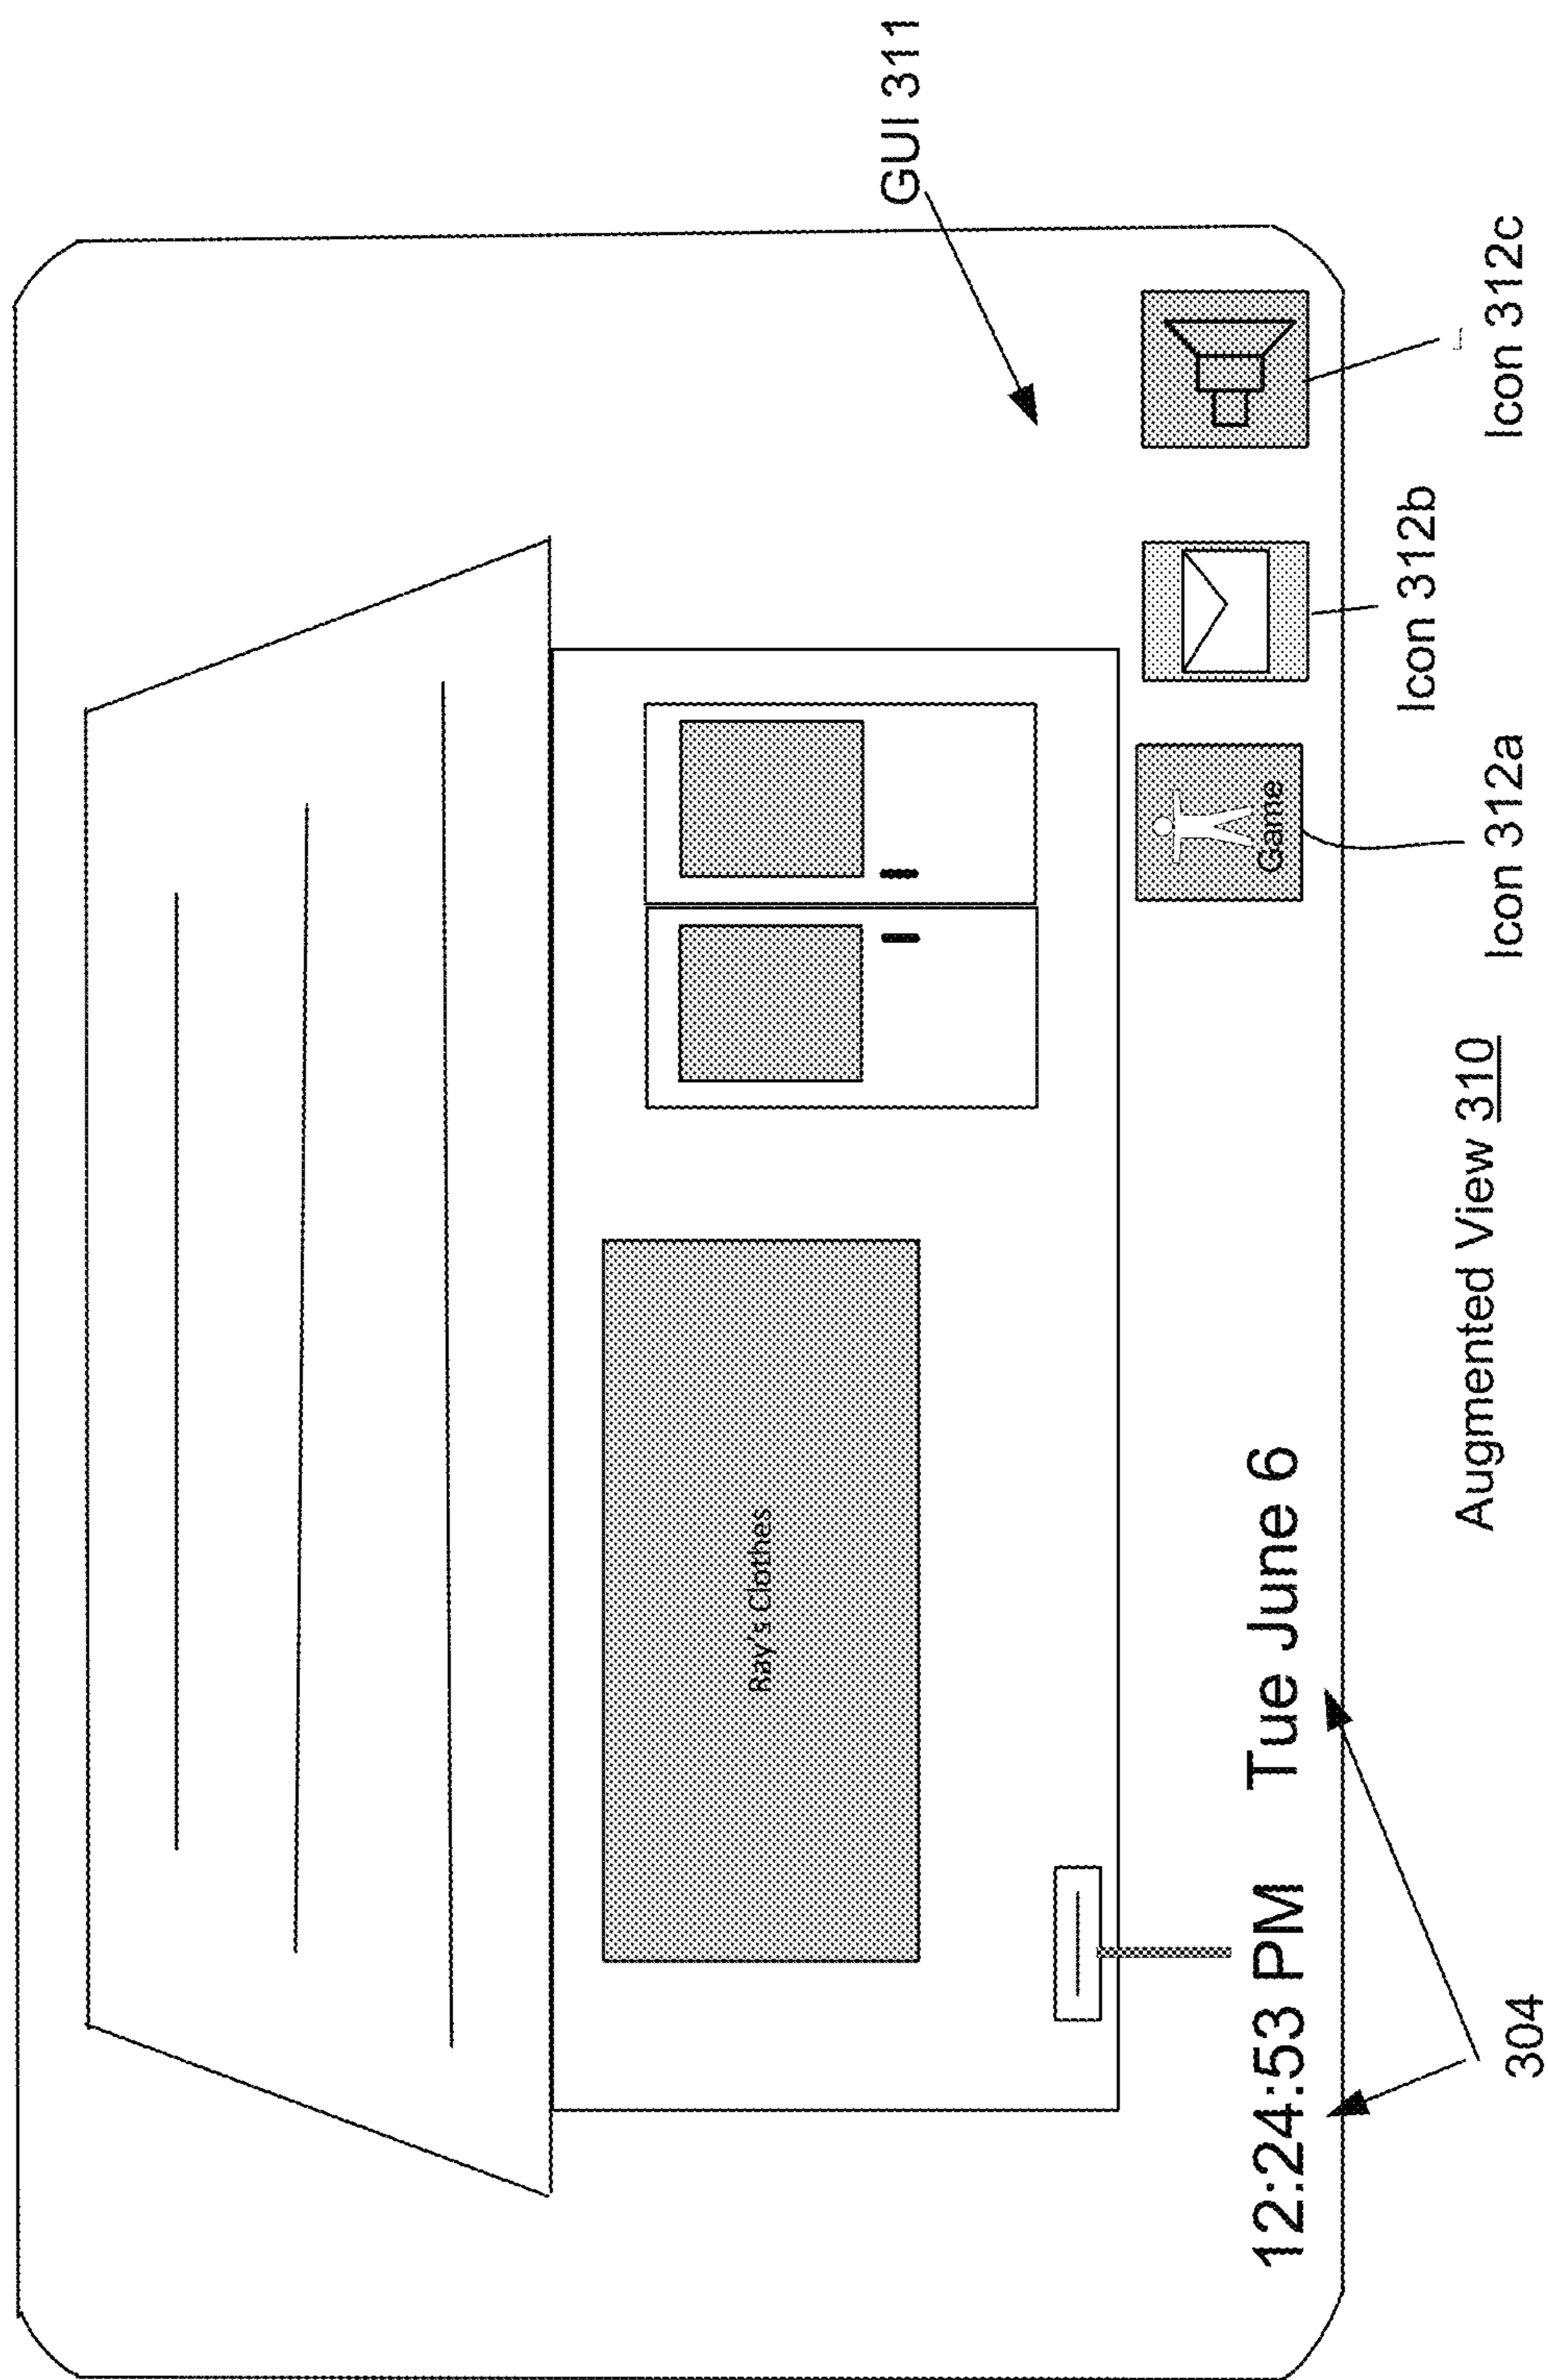 GUI 311
Ray's Clothes
Game
12:24:53 PM Tue June 6
Icon 312b
Icon 312a
Icon 312c
Augmented View 310
304